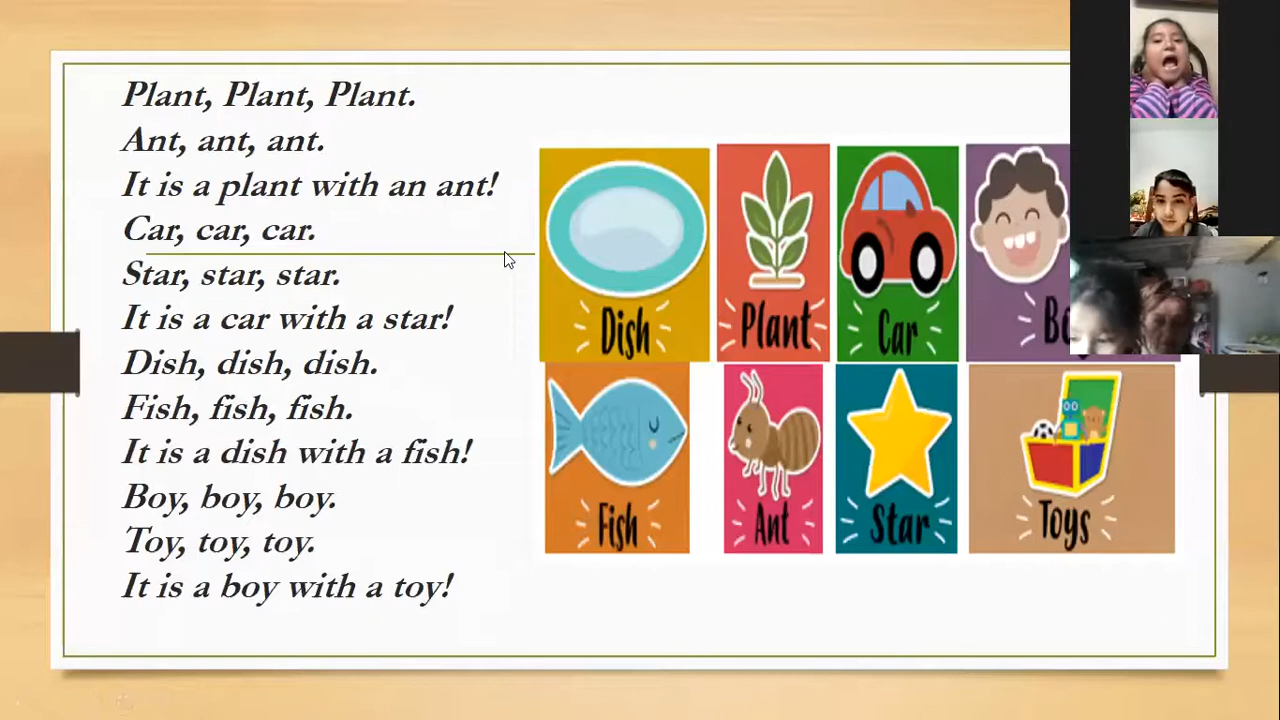 Plant, Plant, Plant.
Ant, ant, ant.
It is a plant with an ant!
Car, car, car.
Star, star, star.
It is a car with a star!
Dish, dish, dish.
Fish, fish, fish.
It is a dish with a fish!
Boy, boy, boy.
Toy, toy, toy.
It is a boy with a toy!
Dish
Plant
Car
Fish
Ant
Star
Toys